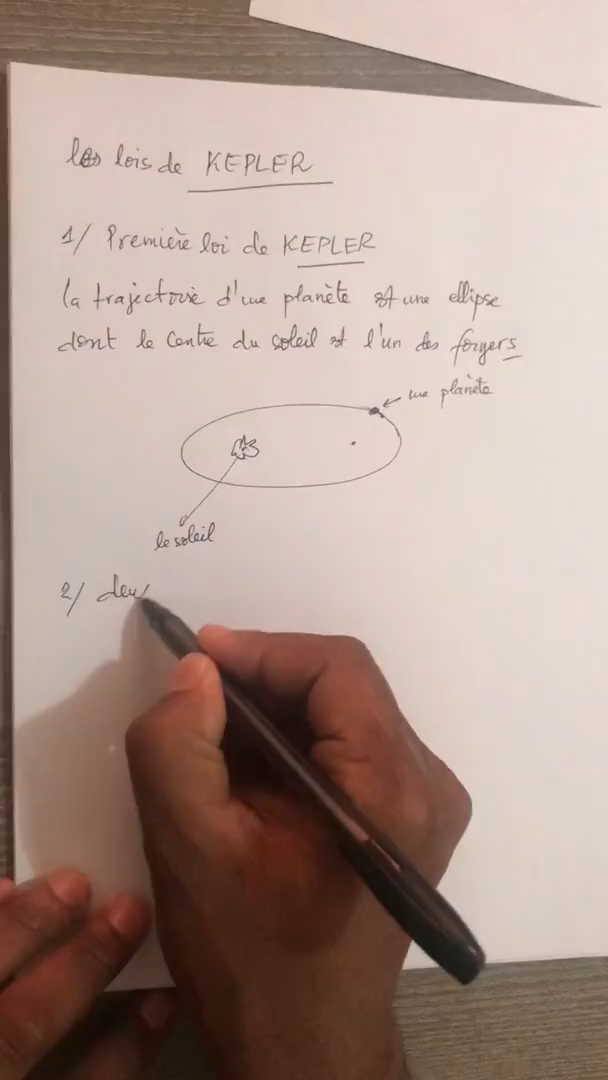 les lois de KEPLER
1/ Première loi de KEPLER
la trajectoire d'une planète est une ellipse
dont le centre du soleil est l'un des foyers
une planète
le soleil
2/ deux